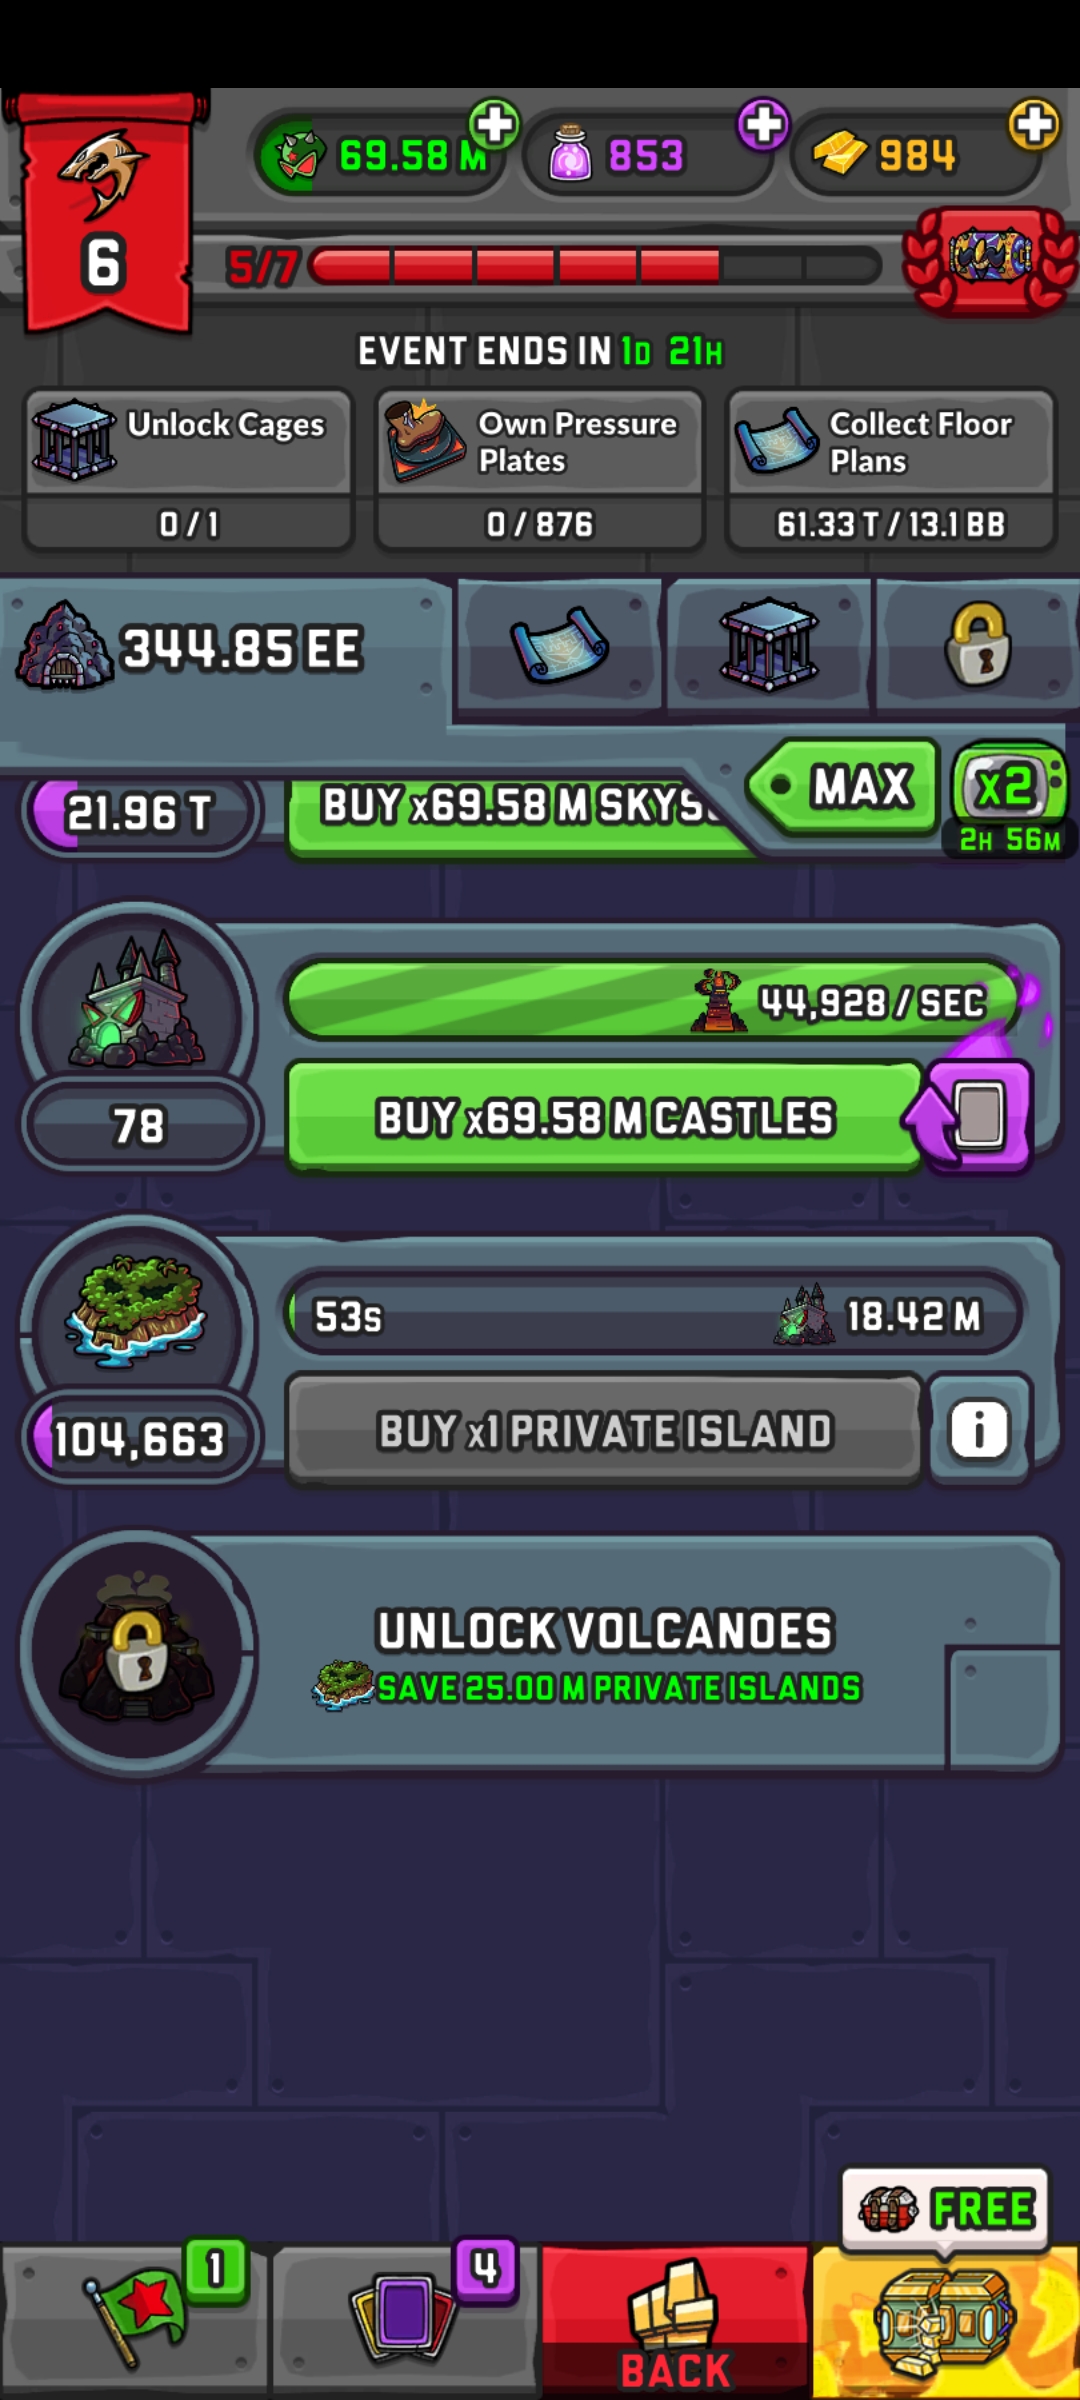 69.58 M
853
984
6
5/7
EVENT ENDS IN 1D 21H
Unlock Cages
0 / 1
Own Pressure
Plates
0 / 876
Collect Floor
Plans
61.33 T / 13.1 BB
344.85 EE
MAX
x2
2H 56M
21.96 T
BUY x69.58 M SKYS
44,928 / SEC
78
BUY x69.58 M CASTLES
53s
18.42 M
104,663
BUY x1 PRIVATE ISLAND
i
UNLOCK VOLCANOES
SAVE 25.00 M PRIVATE ISLANDS
FREE
1
4
BACK